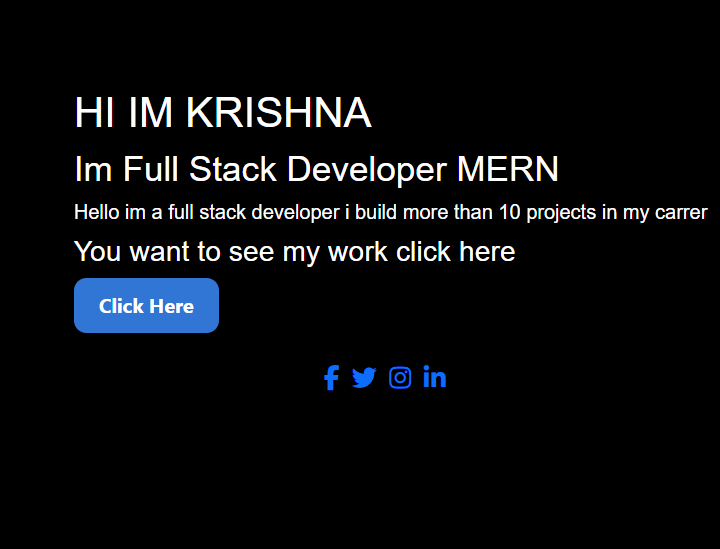 HI IM KRISHNA
Im Full Stack Developer MERN
Hello im a full stack developer i build more than 10 projects in my carrer
You want to see my work click here
Click Here